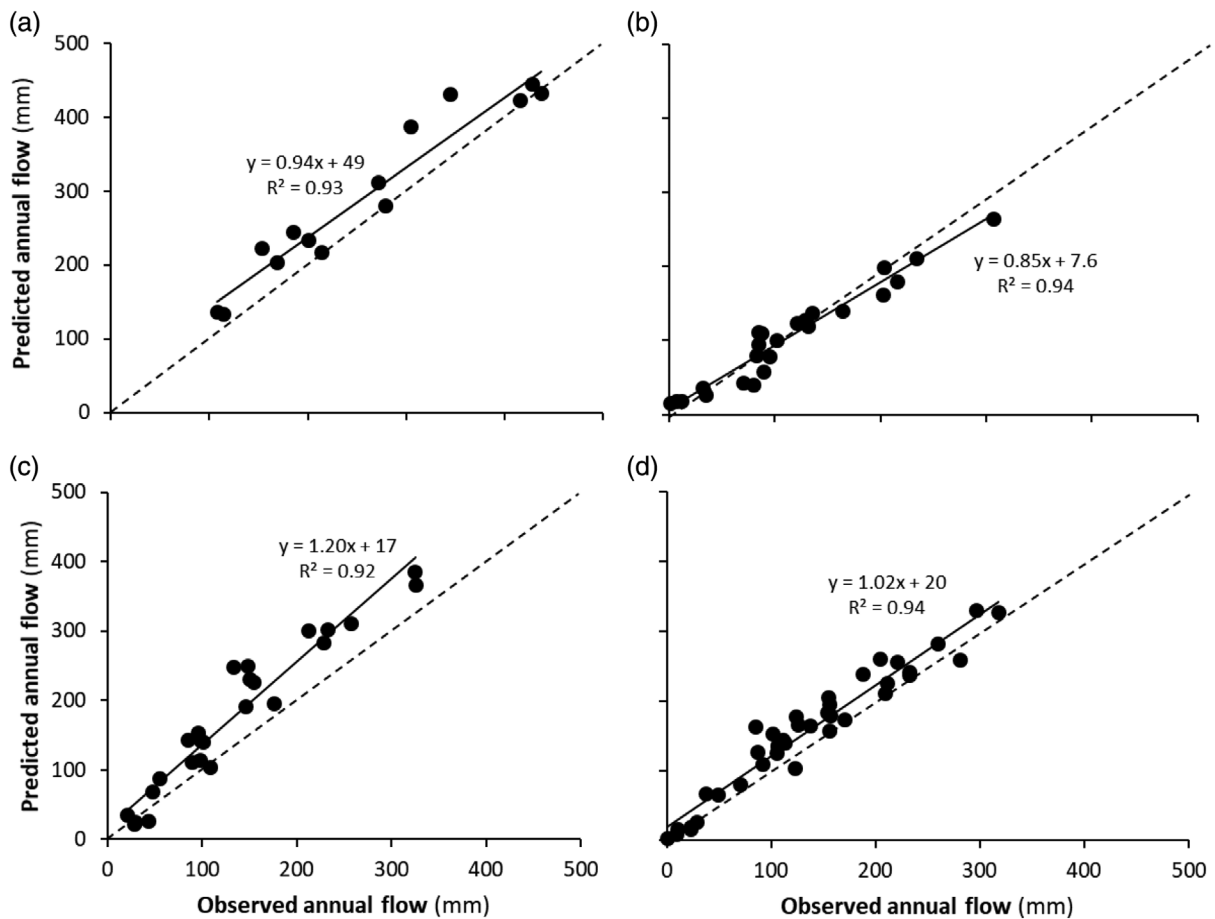 (a)
(b)
500
400
300
200
100
0
Predicted annual flow (mm)
y = 0.94x + 49
R² = 0.93
y = 0.85x + 7.6
R² = 0.94
(c)
(d)
500
400
300
200
100
0
Predicted annual flow (mm)
y = 1.20x + 17
R² = 0.92
y = 1.02x + 20
R² = 0.94
0 100 200 300 400 500
0 100 200 300 400 500
Observed annual flow (mm)
Observed annual flow (mm)